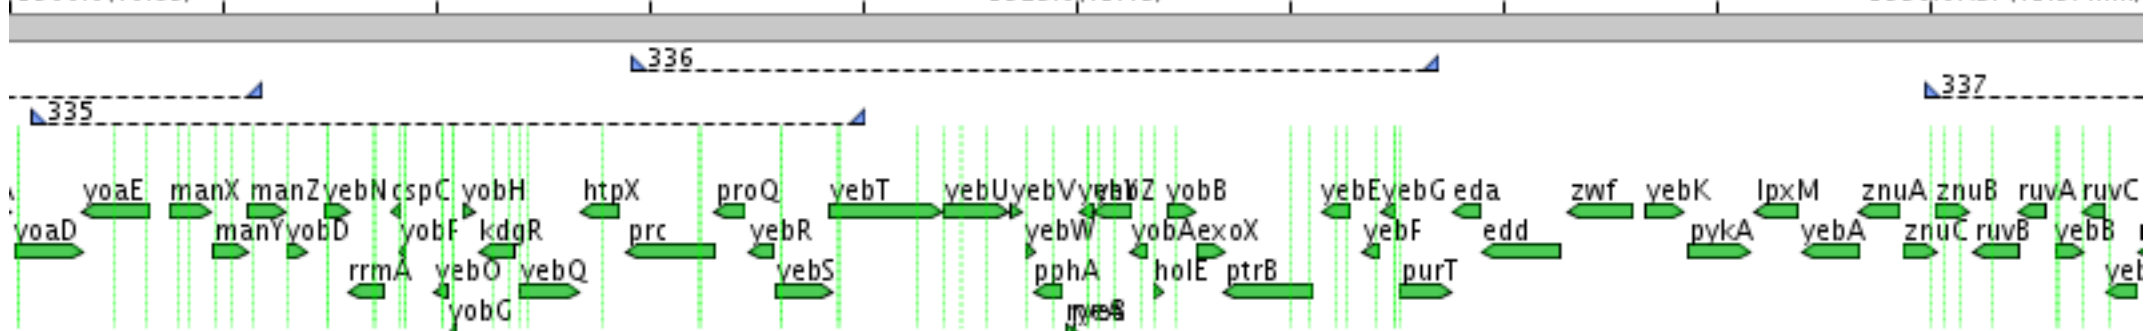 336
337
335
yoaE manX manZ yebN cspC yobH htpX proQ yebT yebU yebV yobB yebE yebG eda zwf yebK lpxM znuA znuB ruvA ruvC
yoaD manY yobD yobF kdgR prc yebR yebW yobA exoX yebF edd pykA yebA znuC ruvB yebB
rrmA yebO yebQ yebS pphA holE ptrB purT yeb
yobG